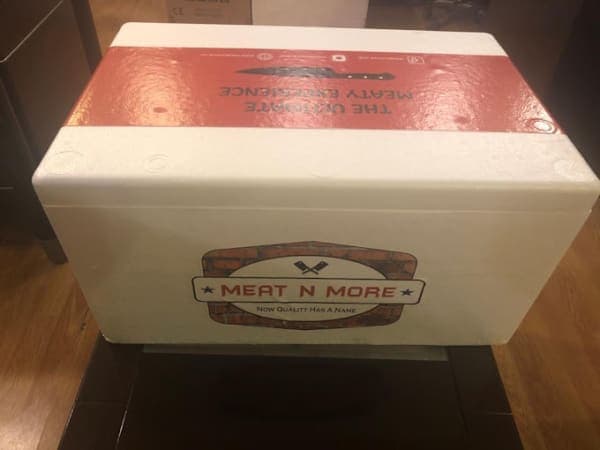 THE ULTIMATE
MEATY EXPERIENCE
MEAT N MORE
NOW QUALITY HAS A NAME